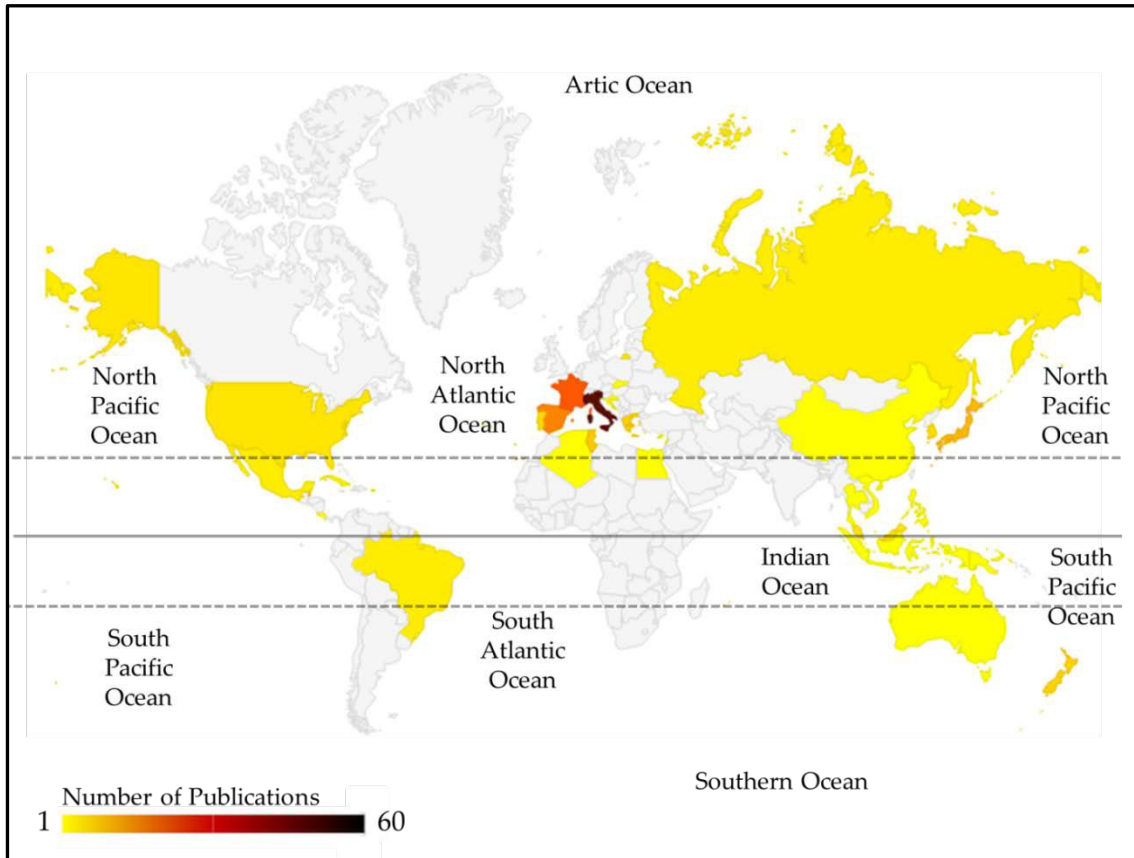 Artic Ocean
North
Pacific
Ocean
North
Atlantic
Ocean
North
Pacific
Ocean
Indian
Ocean
South
Pacific
Ocean
South
Pacific
Ocean
South
Atlantic
Ocean
Southern Ocean
Number of Publications
1 60